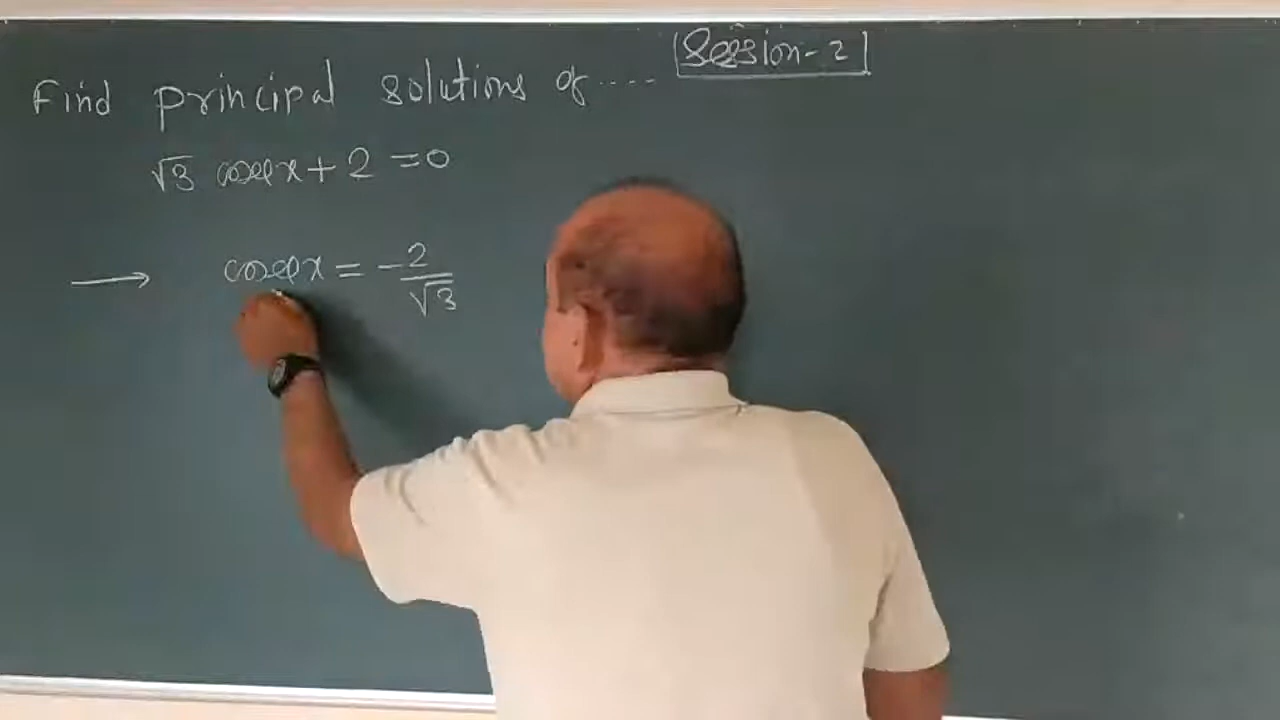 Session-2
Find principal solutions of ....
√3 cosec x + 2 = 0
→ cosec x = -2/√3